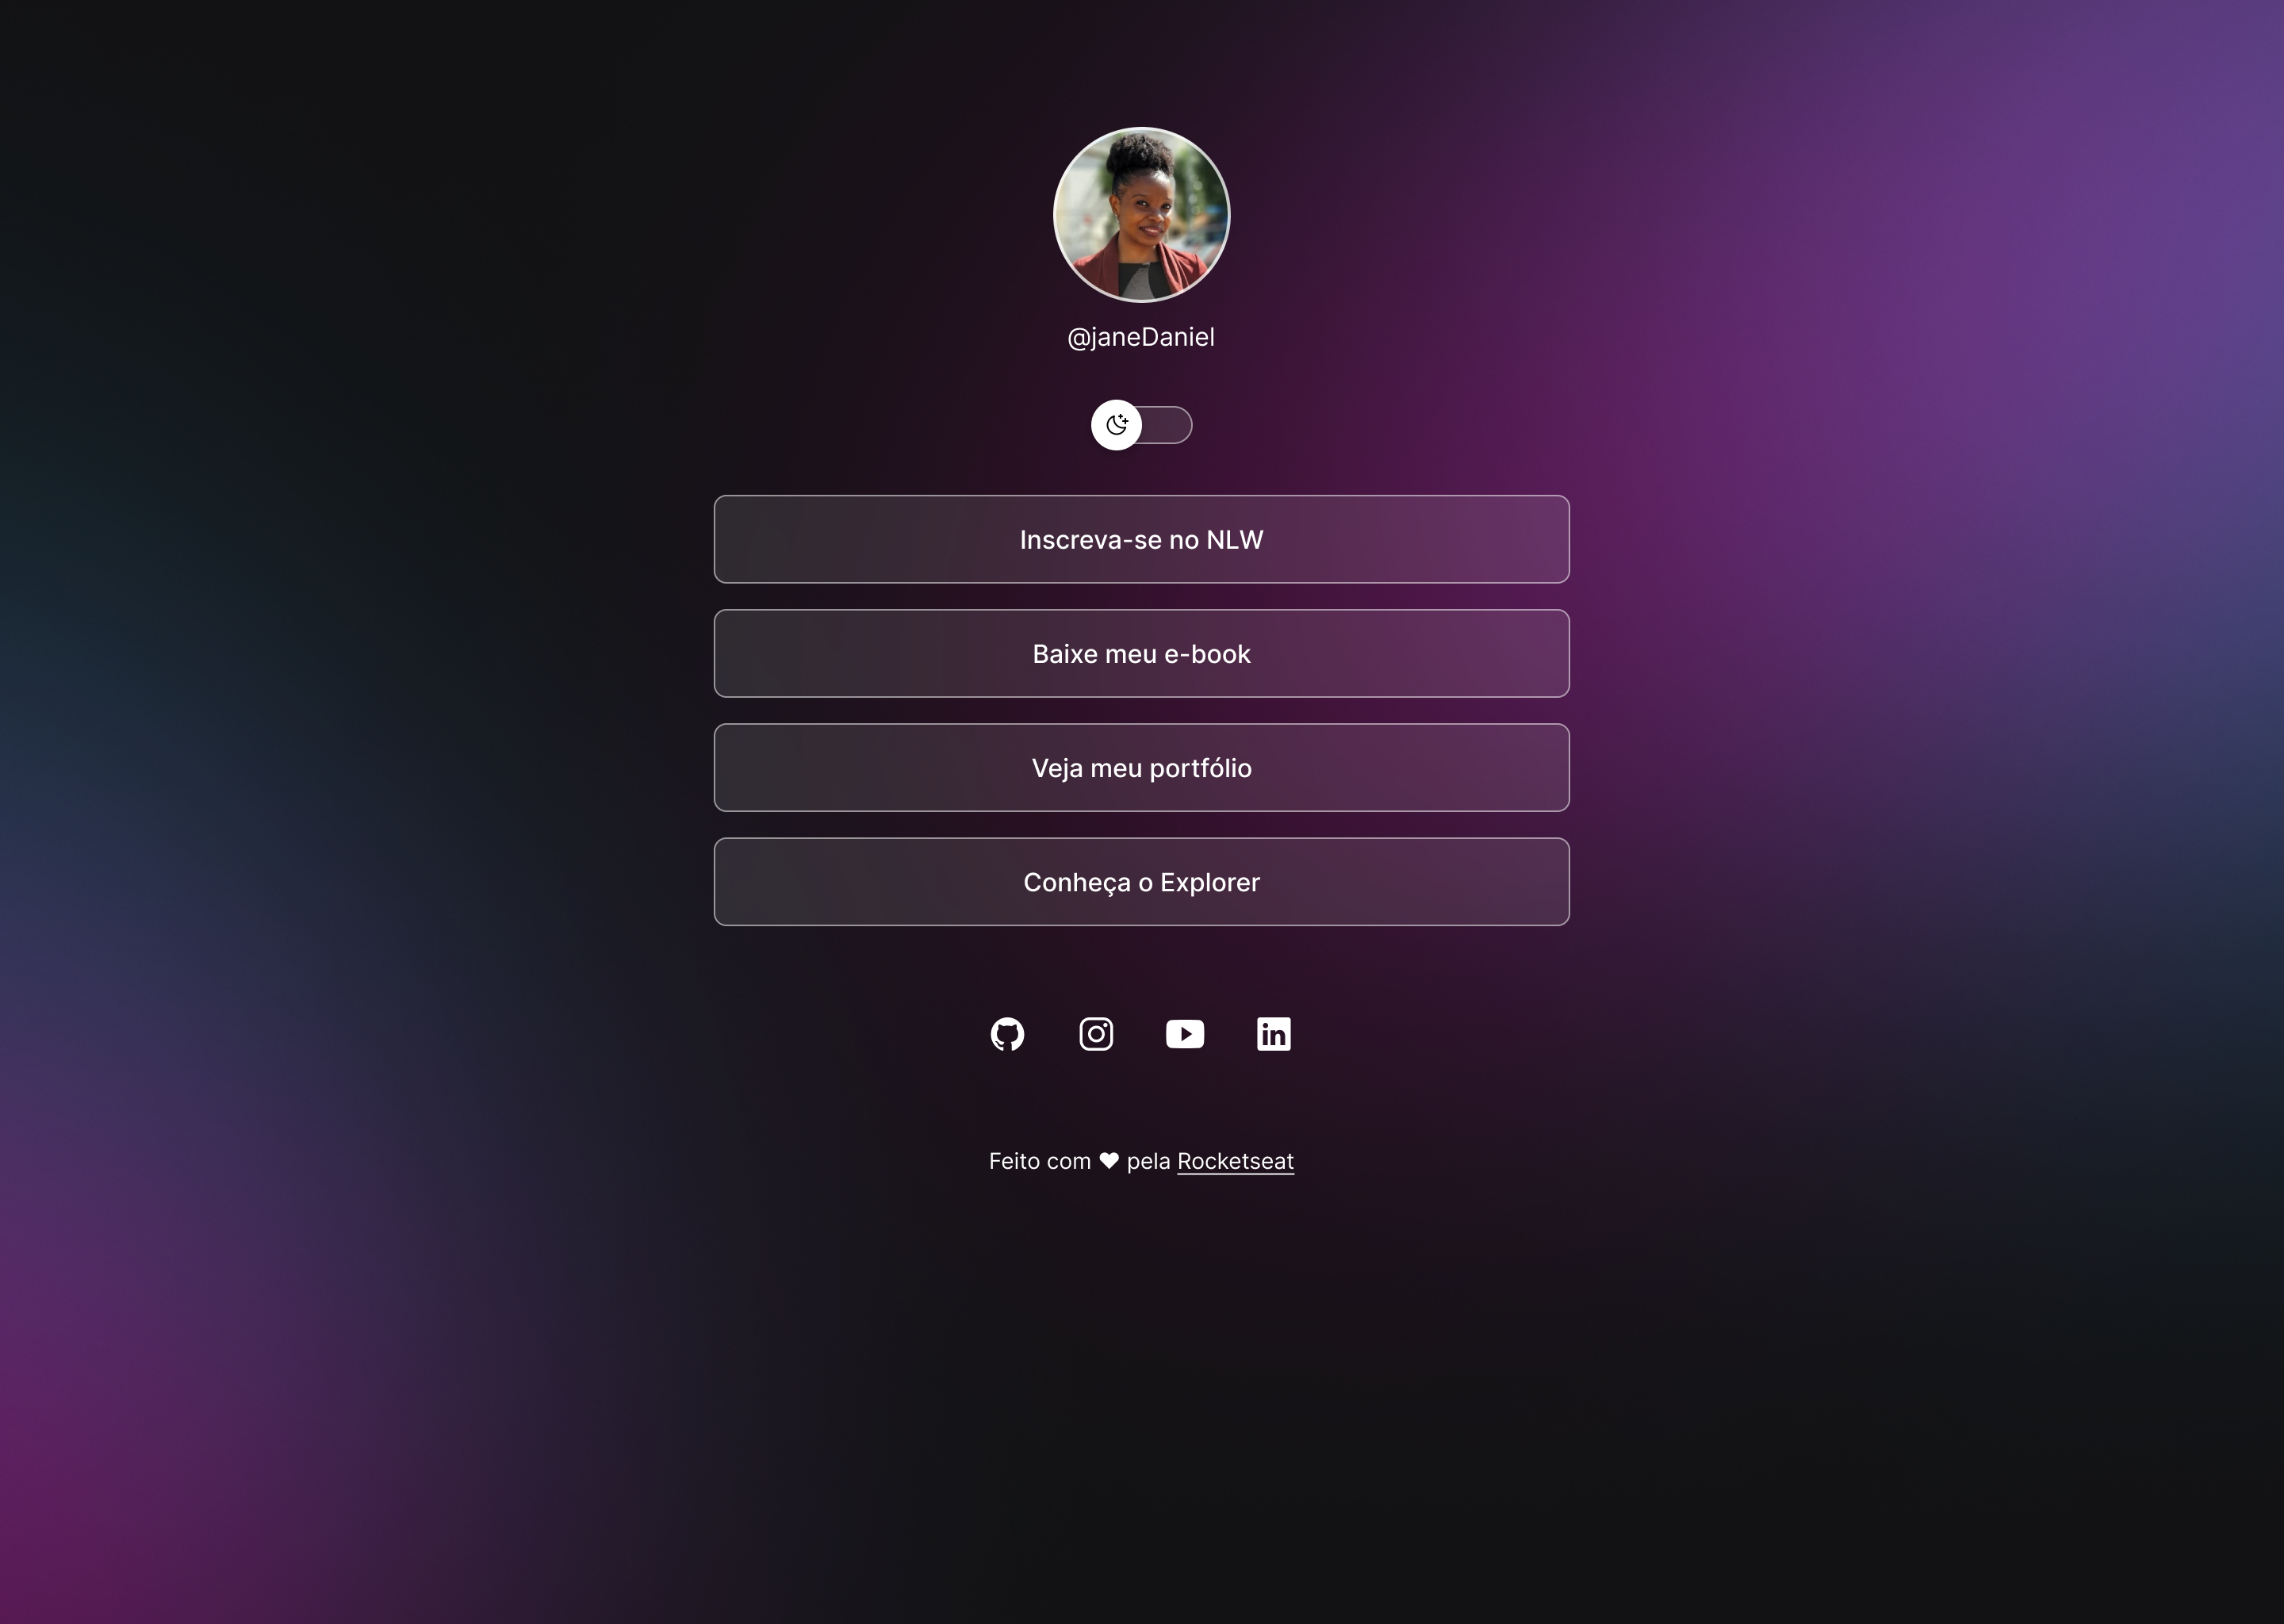 @janeDaniel
Inscreva-se no NLW
Baixe meu e-book
Veja meu portfólio
Conheça o Explorer
Feito com ♥ pela Rocketseat